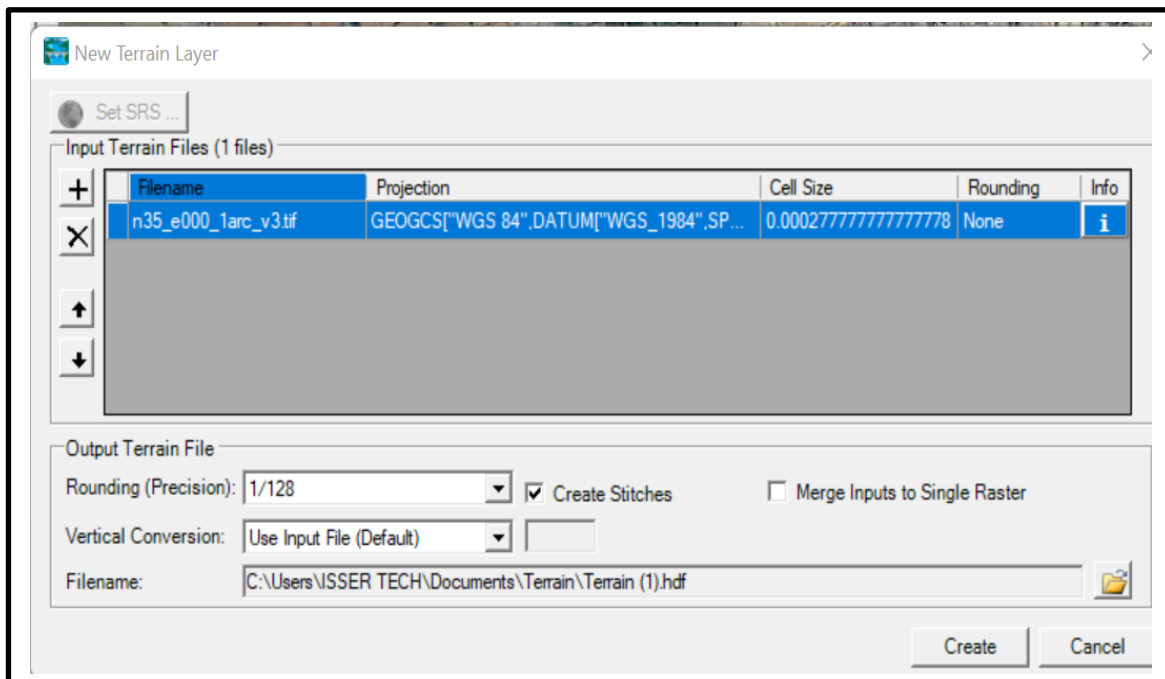 New Terrain Layer
Set SRS ...
Input Terrain Files (1 files)
Filename Projection Cell Size Rounding Info
n35_e000_1arc_v3.tif GEOGCS["WGS 84",DATUM["WGS_1984",SP... 0.000277777777777778 None i
Output Terrain File
Rounding (Precision): 1/128 Create Stitches Merge Inputs to Single Raster
Vertical Conversion: Use Input File (Default)
Filename: C:\Users\ISSER TECH\Documents\Terrain\Terrain (1).hdf
Create Cancel